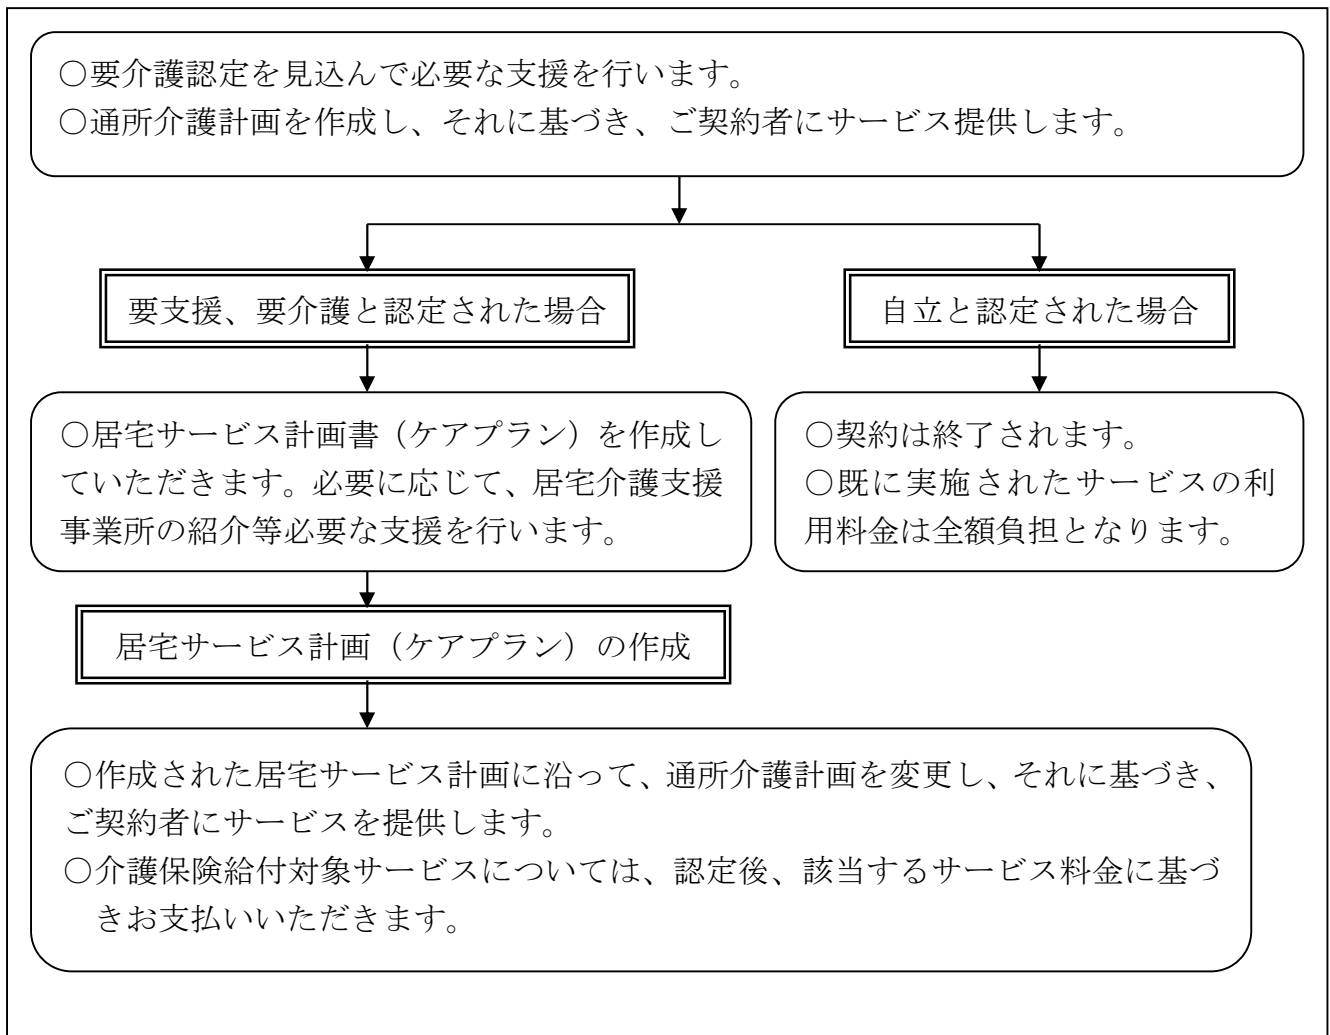 〇要介護認定を見込んで必要な支援を行います。
〇通所介護計画を作成し、それに基づき、ご契約者にサービス提供します。
要支援、要介護と認定された場合
自立と認定された場合
〇居宅サービス計画書（ケアプラン）を作成し
ていただきます。必要に応じて、居宅介護支援
事業所の紹介等必要な支援を行います。
〇契約は終了されます。
〇既に実施されたサービスの利
用料金は全額負担となります。
居宅サービス計画（ケアプラン）の作成
〇作成された居宅サービス計画に沿って、通所介護計画を変更し、それに基づき、
ご契約者にサービスを提供します。
〇介護保険給付対象サービスについては、認定後、該当するサービス料金に基づ
きお支払いいただきます。